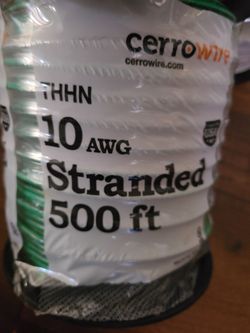 cerrowire
cerrowire.com
THHN
10 AWG
Stranded
500 ft